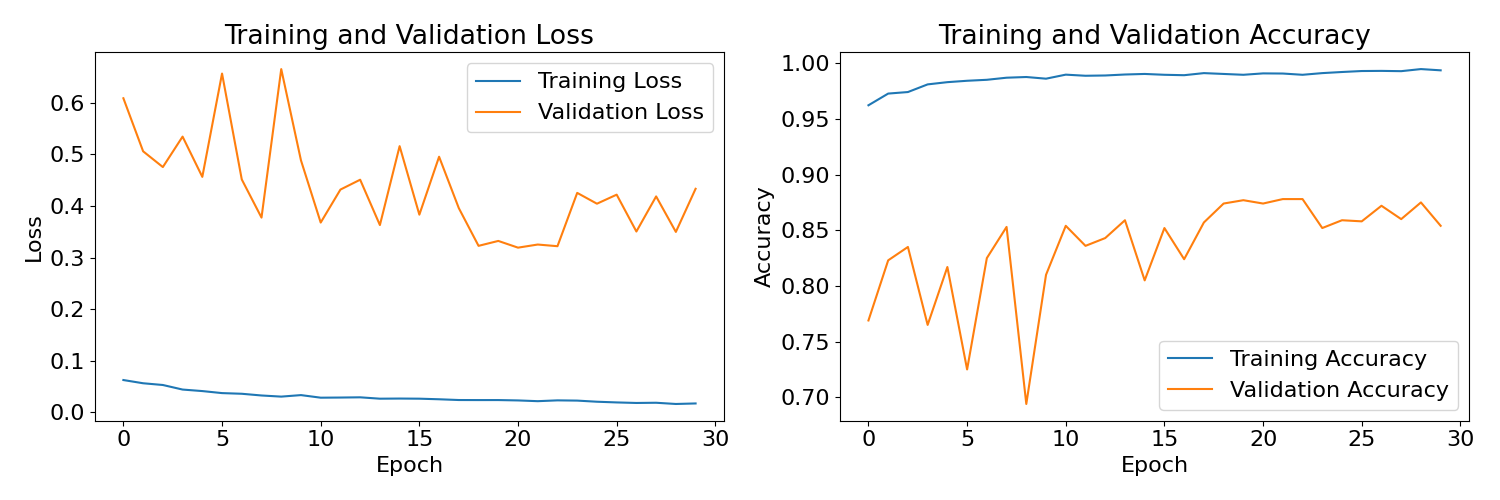 Training and Validation Loss
Training Loss
Validation Loss
0.6
0.5
0.4
0.3
0.2
0.1
0.0
Loss
0 5 10 15 20 25 30
Epoch
Training and Validation Accuracy
1.00
0.95
0.90
0.85
0.80
0.75
0.70
Accuracy
Training Accuracy
Validation Accuracy
0 5 10 15 20 25 30
Epoch